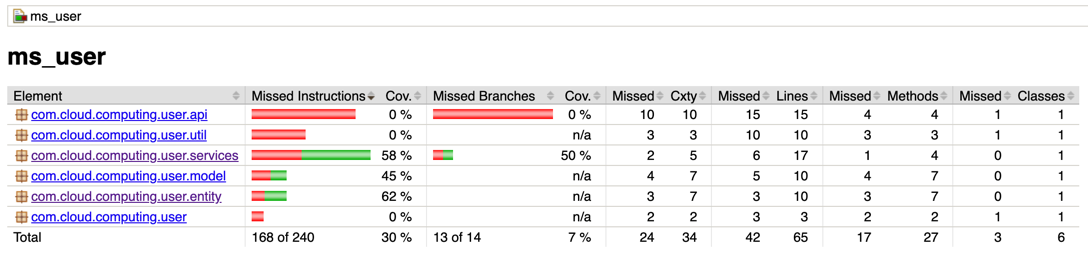 ms_user
ms_user
Element Missed Instructions Cov. Missed Branches Cov. Missed Cxty Missed Lines Missed Methods Missed Classes
com.cloud.computing.user.api 0 % 0 % 10 10 15 15 4 4 1 1
com.cloud.computing.user.util 0 % n/a 3 3 10 10 3 3 1 1
com.cloud.computing.user.services 58 % 50 % 2 5 6 17 1 4 0 1
com.cloud.computing.user.model 45 % n/a 4 7 5 10 4 7 0 1
com.cloud.computing.user.entity 62 % n/a 3 7 3 10 3 7 0 1
com.cloud.computing.user 0 % n/a 2 2 3 3 2 2 1 1
Total 168 of 240 30 % 13 of 14 7 % 24 34 42 65 17 27 3 6